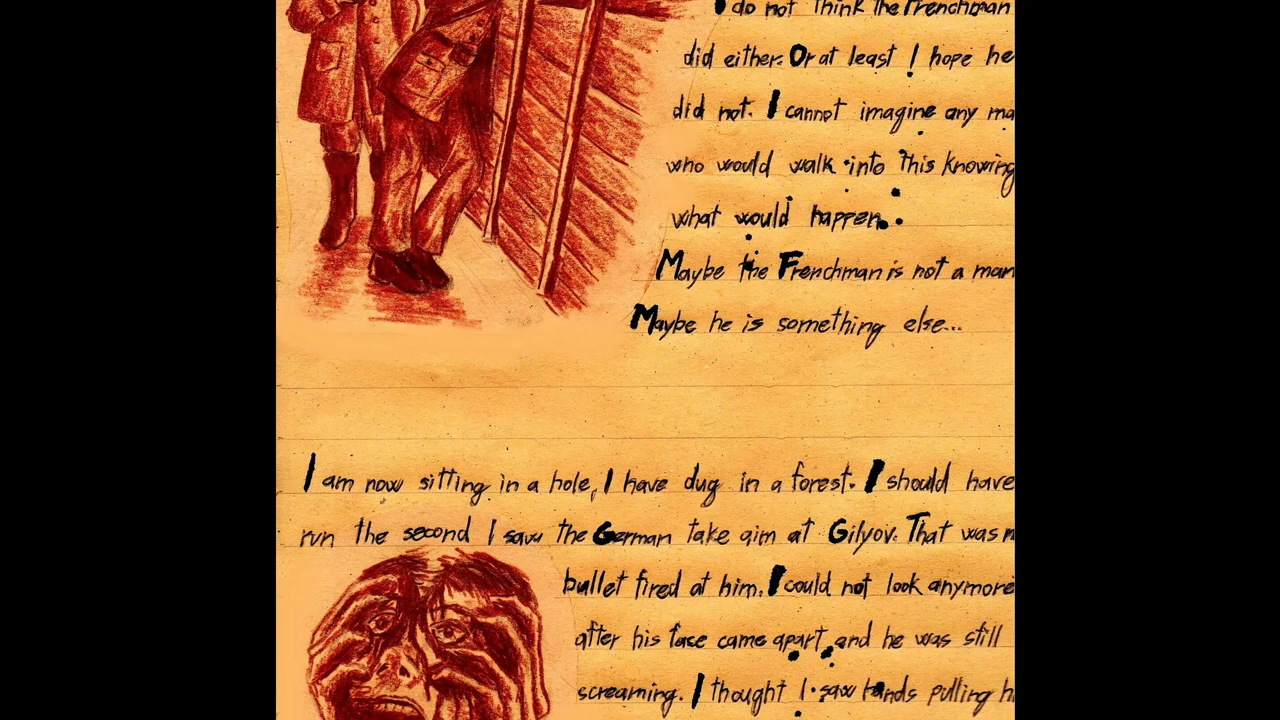 I do not think the Frenchman
did either. Or at least I hope he
did not. I cannot imagine any ma
who would walk into this knowing
what would happen.
Maybe the Frenchman is not a man
Maybe he is something else...
I am now sitting in a hole, I have dug in a forest. I should have
run the second I saw the German take aim at Gilyov. That was n
bullet fired at him. I could not look anymore
after his face came apart, and he was still
screaming. I thought I saw hands pulling h